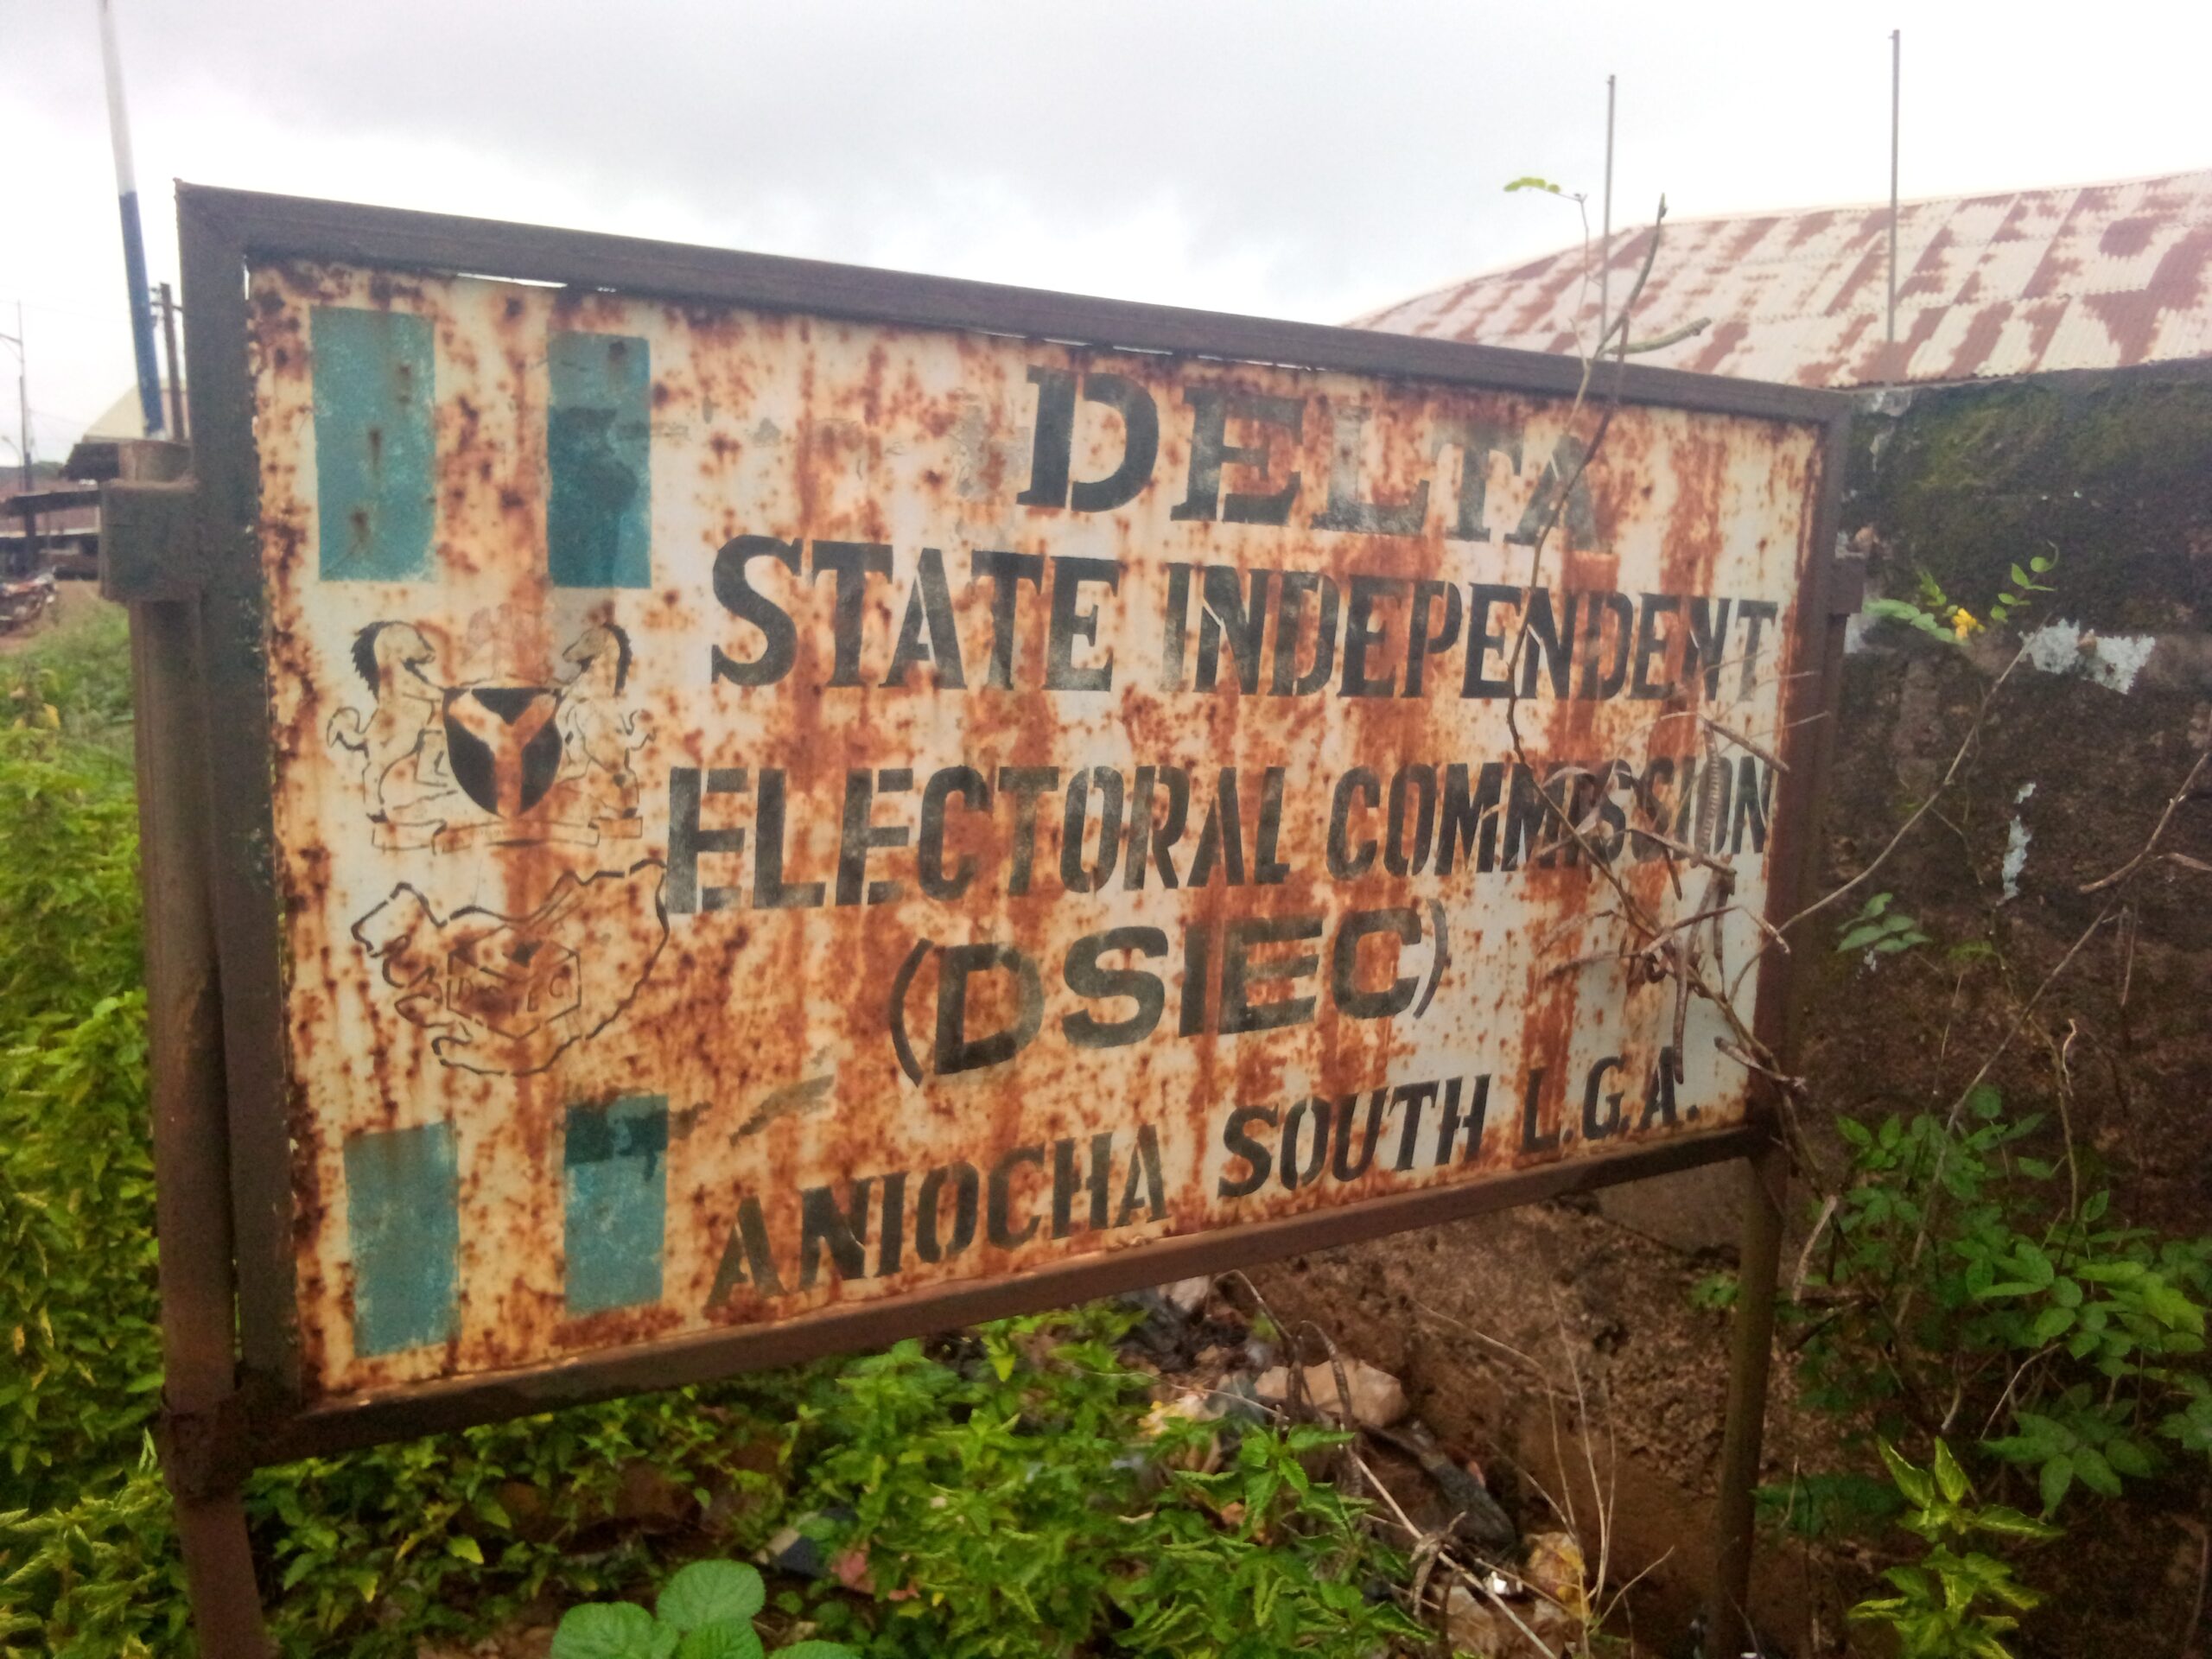 DELTA
STATE INDEPENDENT
ELECTORAL COMMISSION
(DSIEC)
ANIOCHA SOUTH L.G.A.